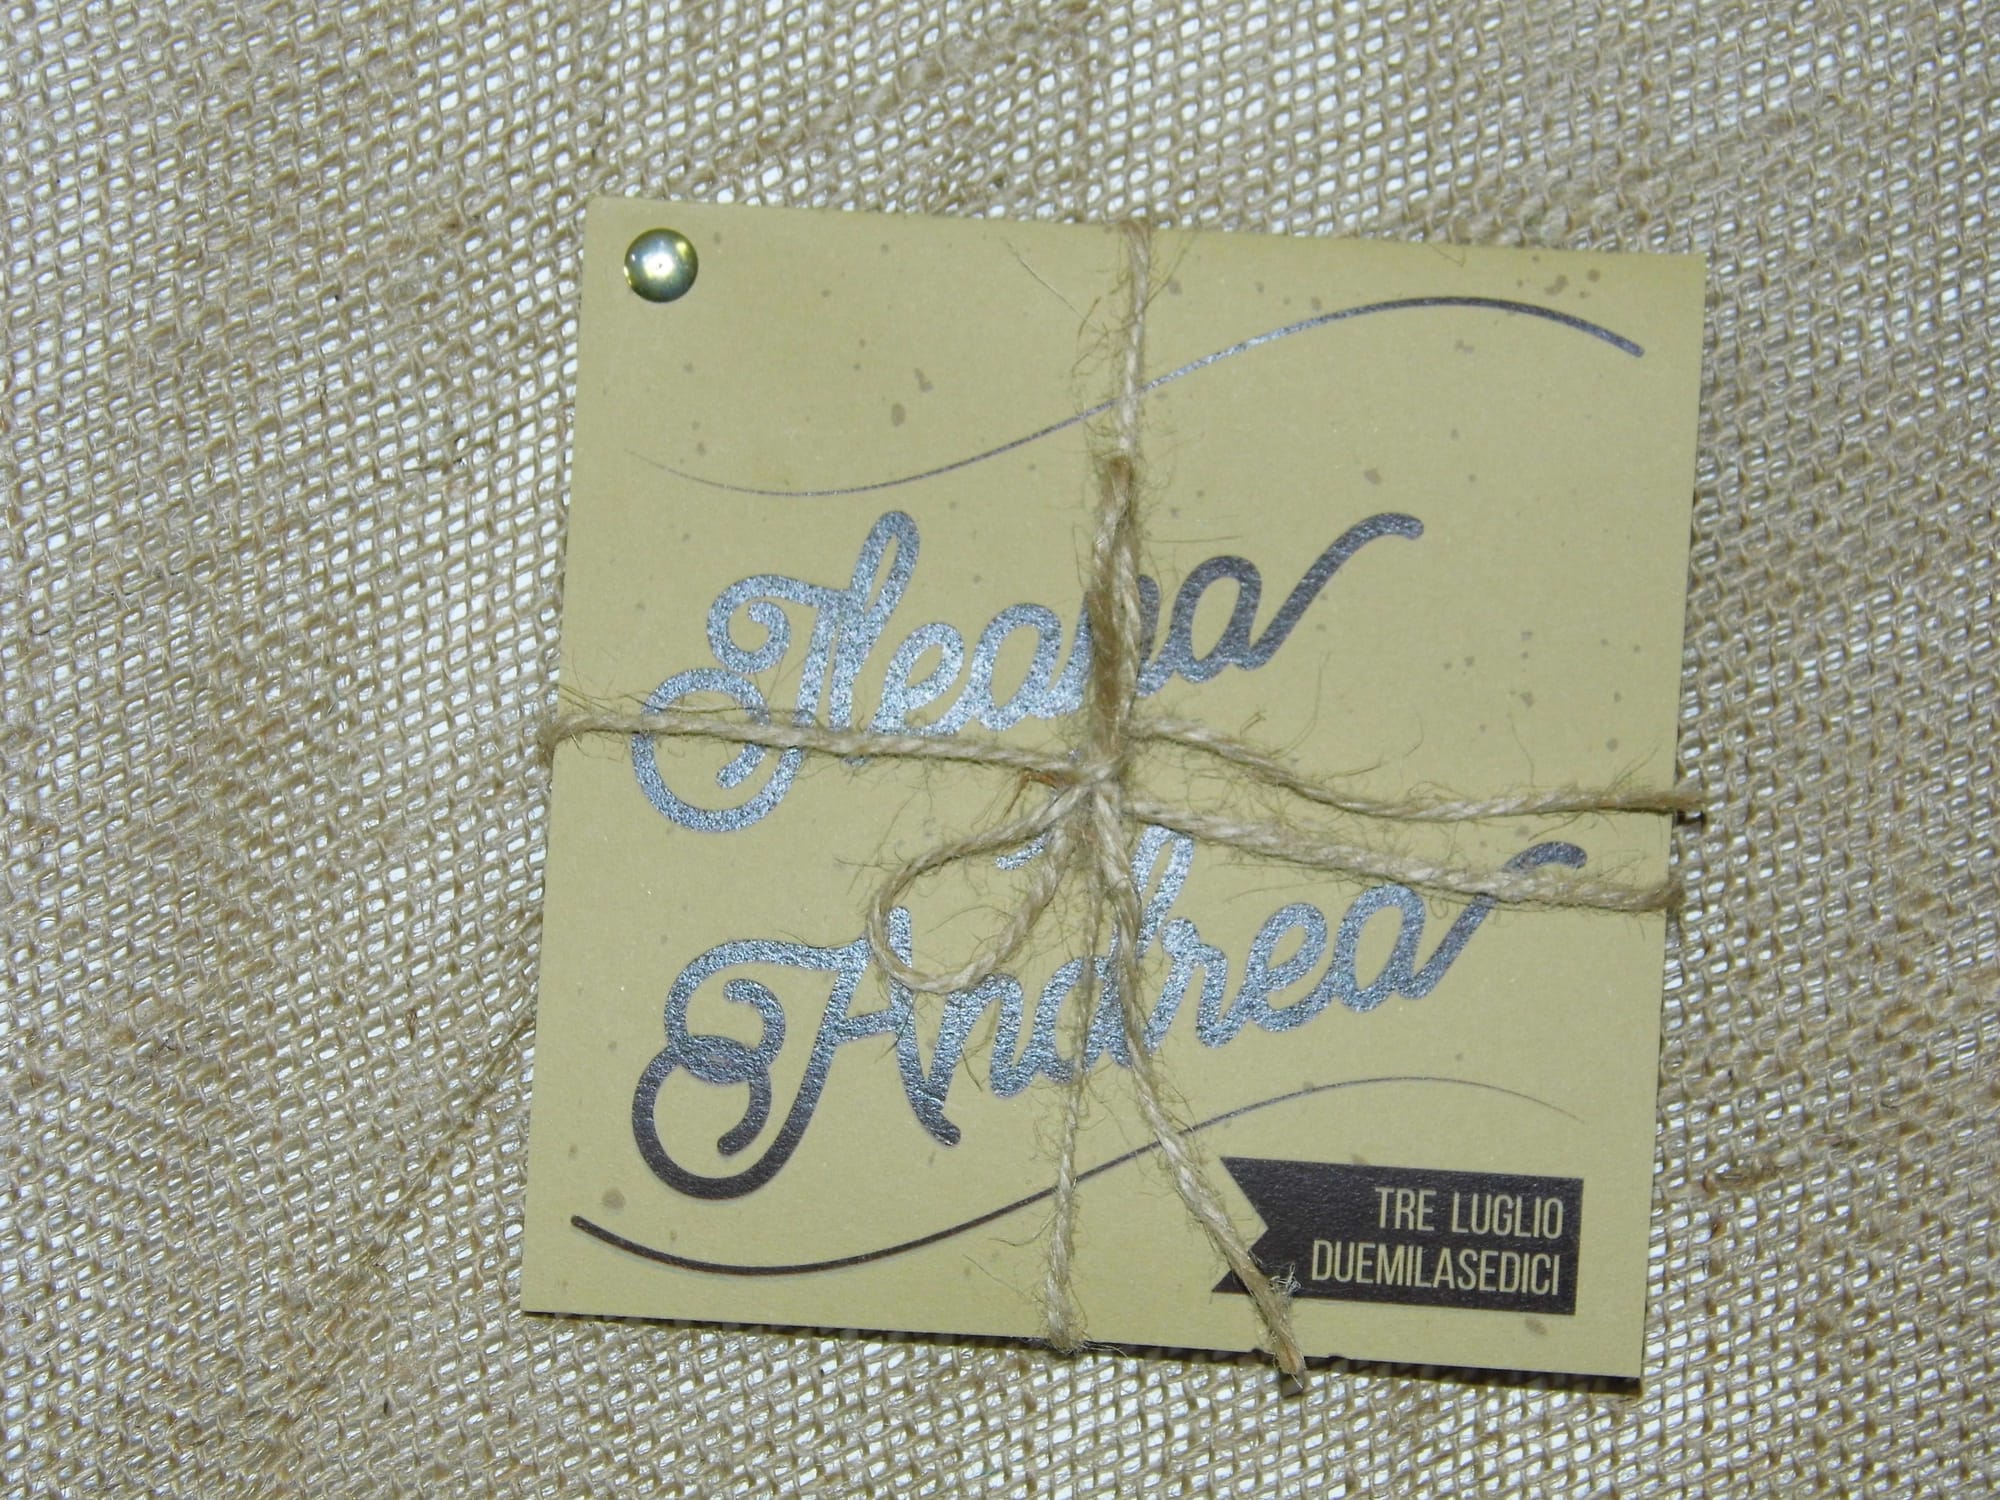 Ileana
Andrea
TRE LUGLIO
DUEMILASEDICI